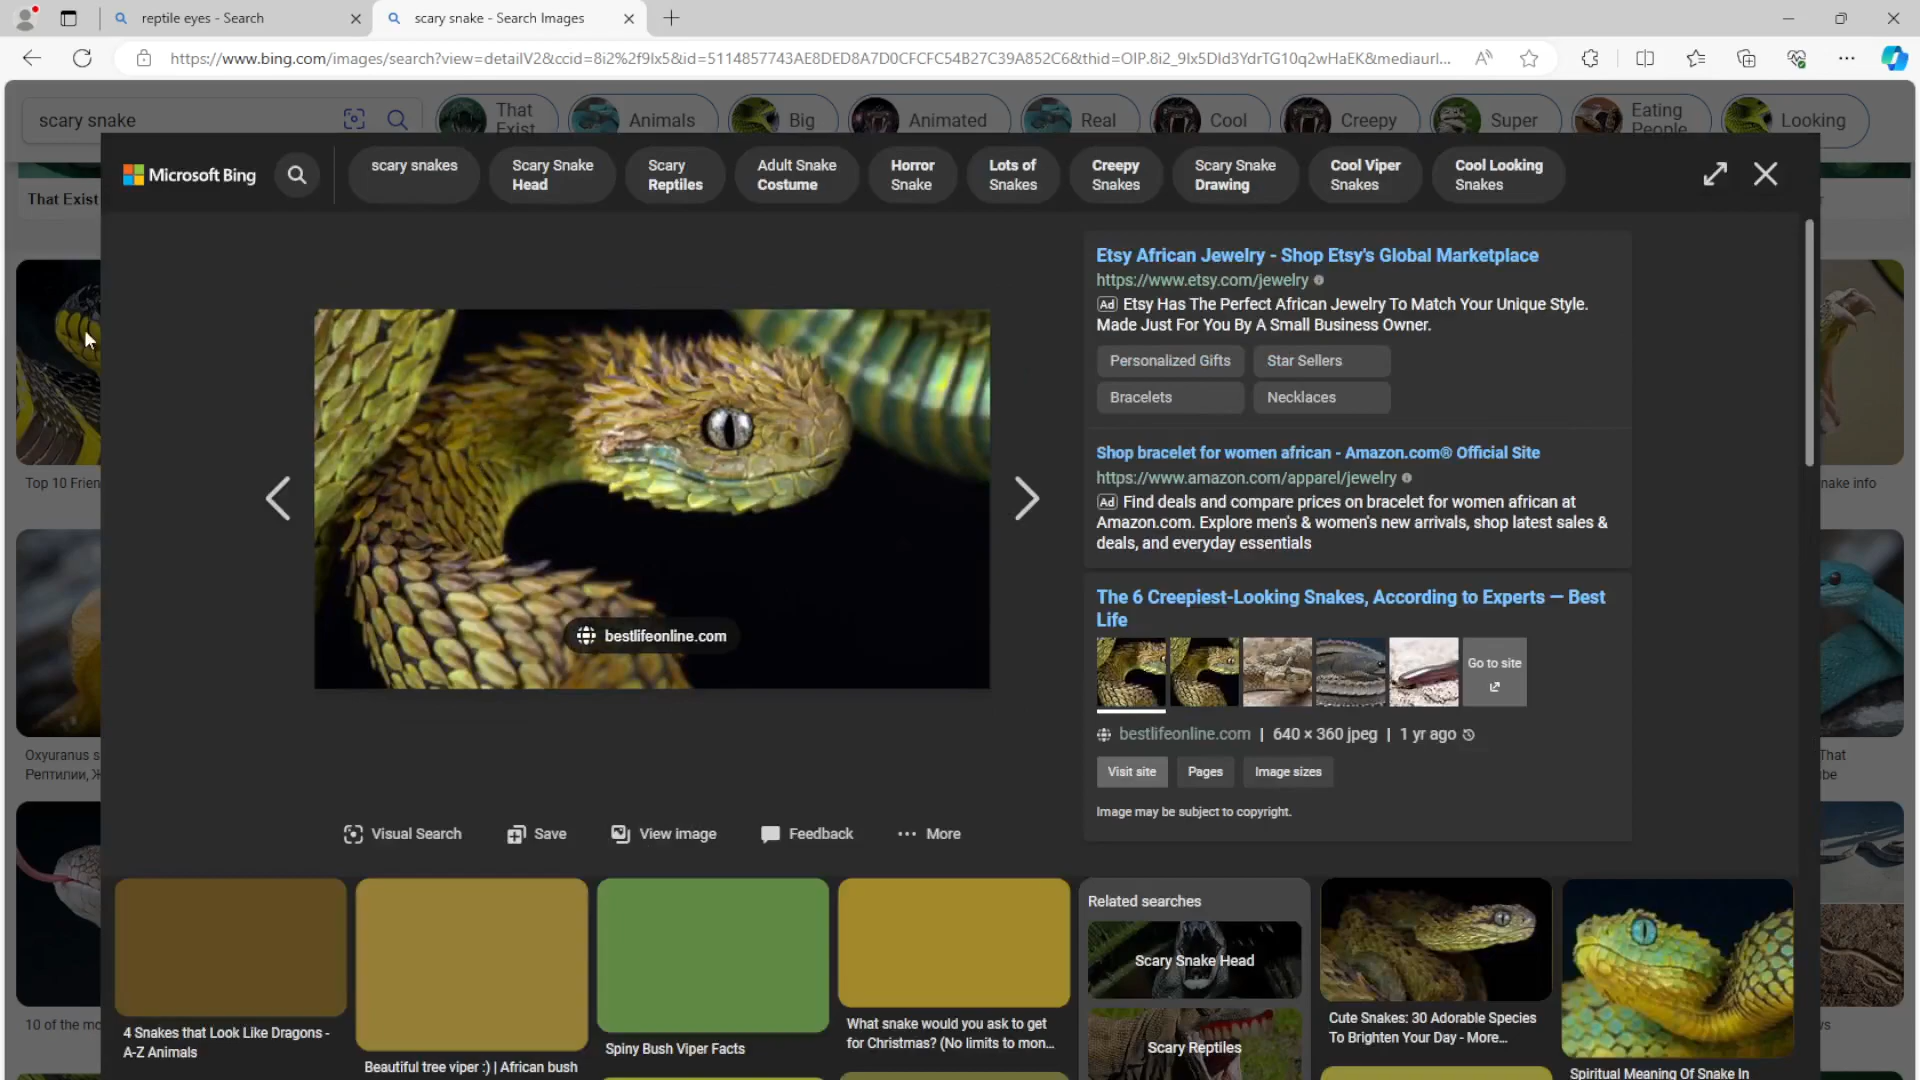 reptile eyes - Search
scary snake - Search Images
https://www.bing.com/images/search?view=detailV2&ccid=8i2%2f9Ix5&id=5114857743AE8DED8A7D0CFCFC54B27C39A852C6&thid=OIP.8i2_9Ix5DId3YdrTG10q2wHaEK&mediaurl...
scary snake
That Exist
Animals
Big
Animated
Real
Cool
Creepy
Super
Eating People
Looking
Microsoft Bing
scary snakes
Scary Snake
Head
Scary
Reptiles
Adult Snake
Costume
Horror
Snake
Lots of
Snakes
Creepy
Snakes
Scary Snake
Drawing
Cool Viper
Snakes
Cool Looking
Snakes
That Exist
Etsy African Jewelry - Shop Etsy's Global Marketplace
https://www.etsy.com/jewelry
Ad Etsy Has The Perfect African Jewelry To Match Your Unique Style.
Made Just For You By A Small Business Owner.
Personalized Gifts
Star Sellers
Bracelets
Necklaces
Shop bracelet for women african - Amazon.com® Official Site
https://www.amazon.com/apparel/jewelry
Ad Find deals and compare prices on bracelet for women african at
Amazon.com. Explore men's & women's new arrivals, shop latest sales &
deals, and everyday essentials
Top 10 Frien
nake info
The 6 Creepiest-Looking Snakes, According to Experts — Best
Life
Go to site
bestlifeonline.com
bestlifeonline.com | 640 × 360 jpeg | 1 yr ago
Visit site
Pages
Image sizes
Image may be subject to copyright.
Oxyuranus s
Рептилии, Ж
That
be
Visual Search
Save
View image
Feedback
More
10 of the mo
4 Snakes that Look Like Dragons -
A-Z Animals
Beautiful tree viper :) | African bush
Spiny Bush Viper Facts
What snake would you ask to get
for Christmas? (No limits to mon...
Related searches
Scary Snake Head
Scary Reptiles
Cute Snakes: 30 Adorable Species
To Brighten Your Day - More...
Spiritual Meaning Of Snake In